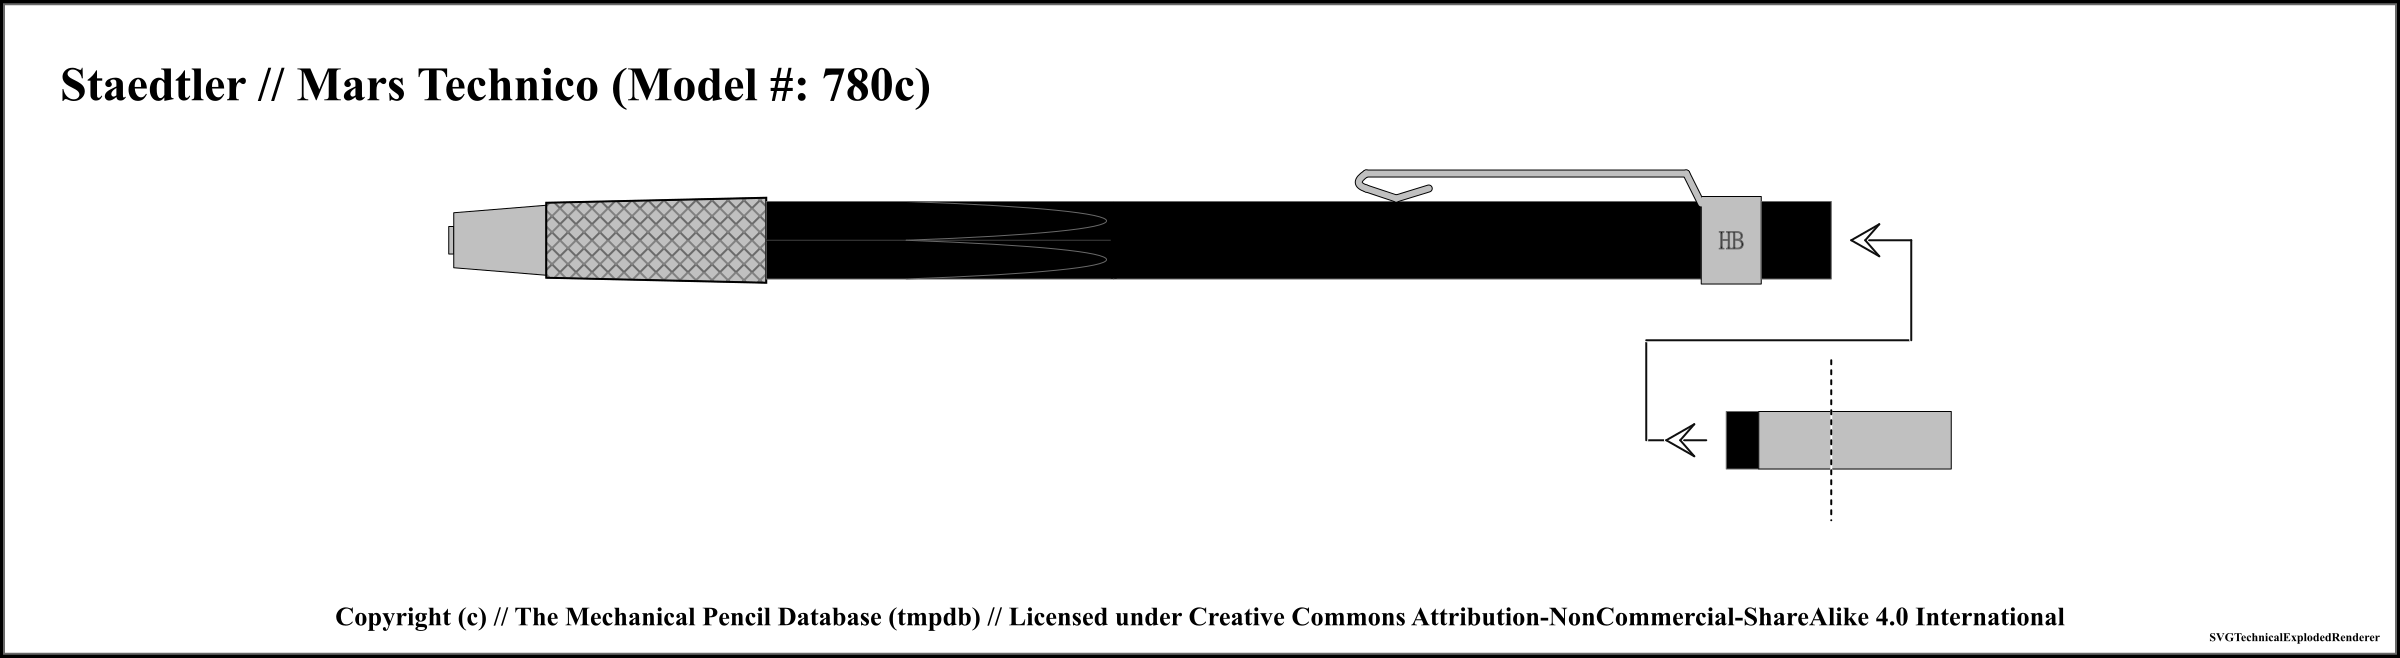 Staedtler // Mars Technico (Model #: 780c)
HB
Copyright (c) // The Mechanical Pencil Database (tmpdb) // Licensed under Creative Commons Attribution-NonCommercial-ShareAlike 4.0 International
SVGTechnicalExplodedRenderer